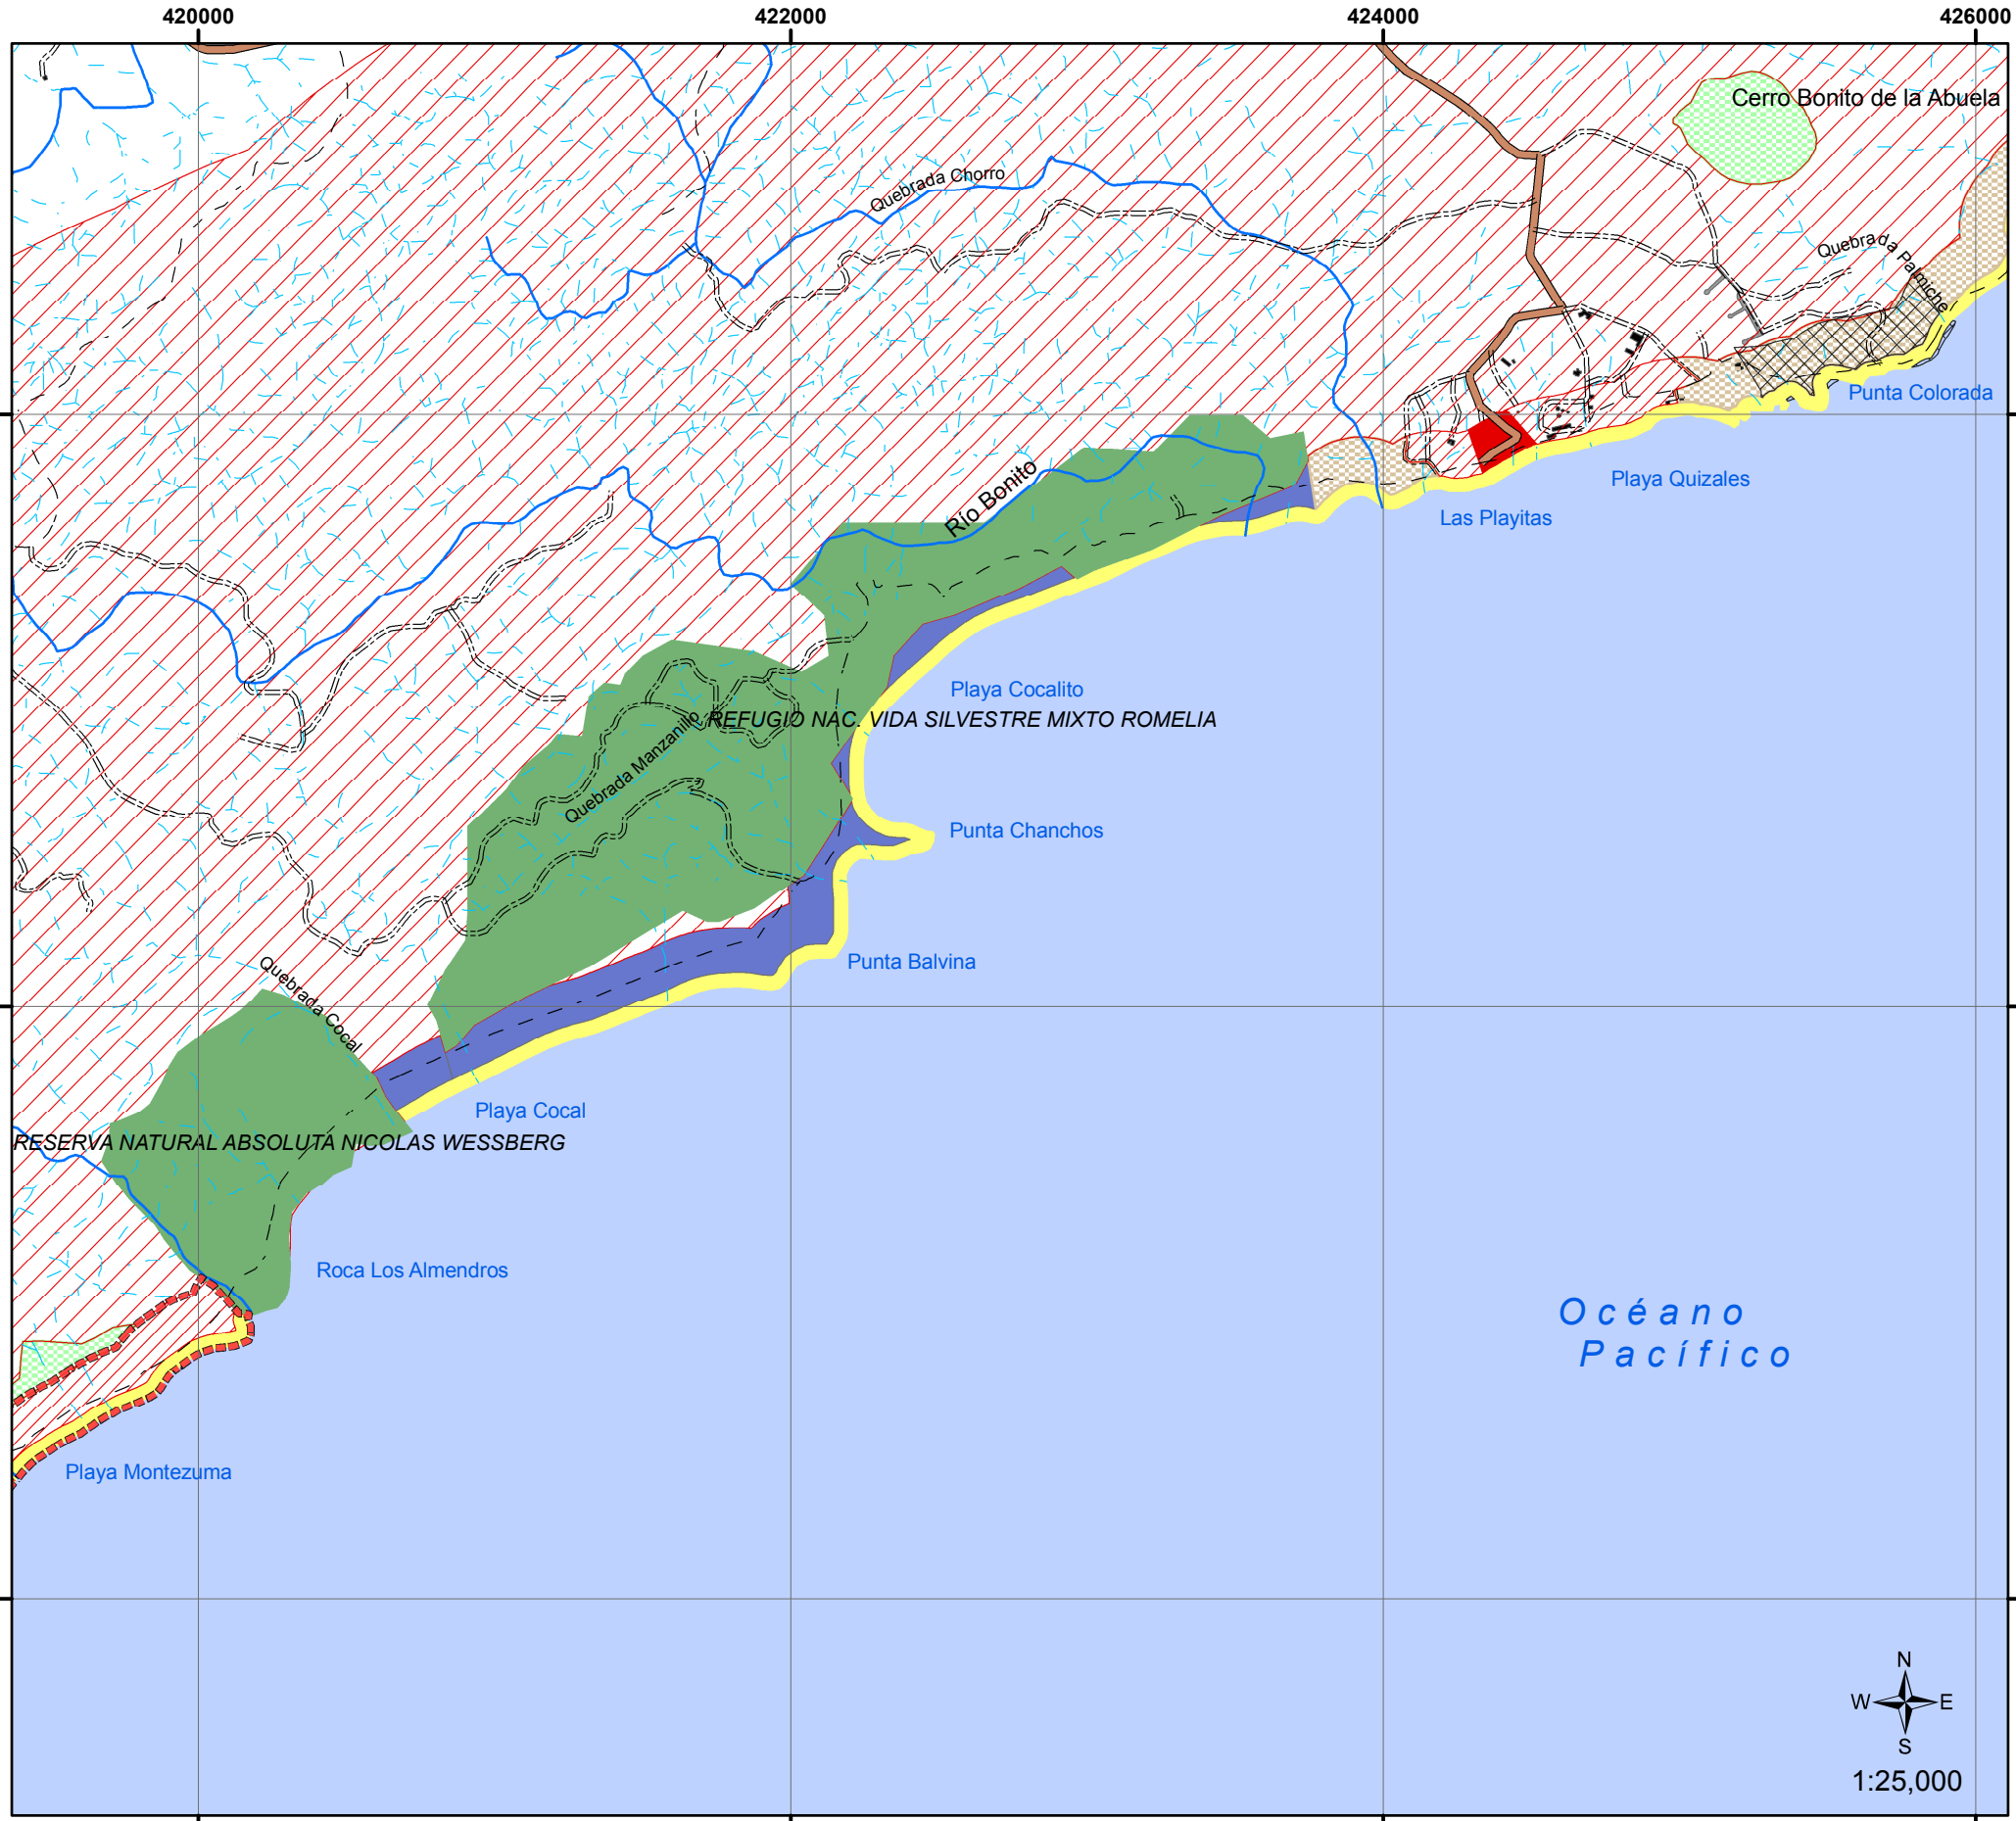 420000
422000
424000
426000
Cerro Bonito de la Abuela
Quebrada Chorro
Quebrada Palmiche
Punta Colorada
Playa Quizales
Las Playitas
Río Bonito
Playa Cocalito
REFUGIO NAC. VIDA SILVESTRE MIXTO ROMELIA
Quebrada Manzanillo
Punta Chanchos
Punta Balvina
Quebrada Cocal
Playa Cocal
RESERVA NATURAL ABSOLUTA NICOLAS WESSBERG
Roca Los Almendros
Océano
Pacífico
Playa Montezuma
N
W E
S
1:25,000